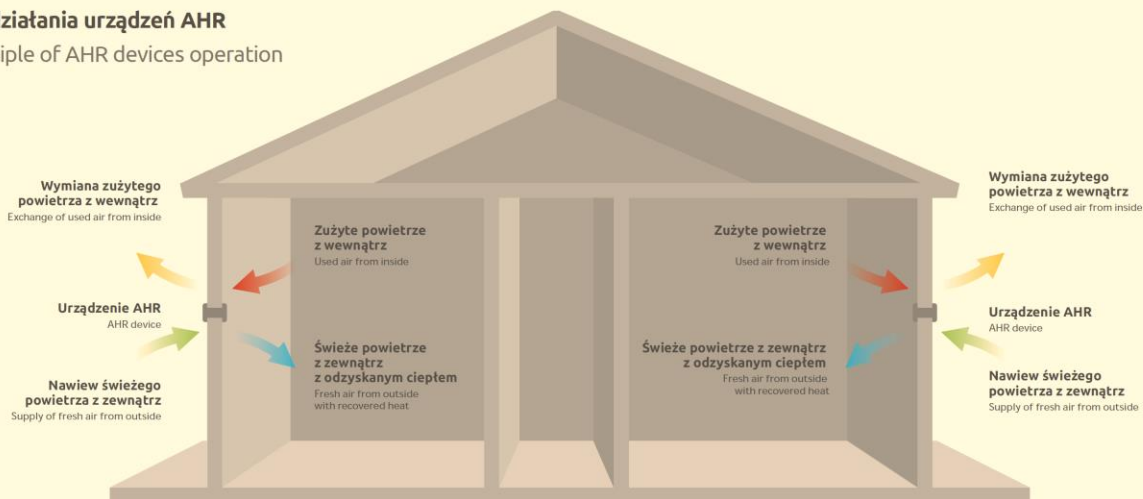 działania urządzeń AHR
iple of AHR devices operation
Wymiana zużytego
powietrza z wewnątrz
Exchange of used air from inside
Urządzenie AHR
AHR device
Nawiew świeżego
powietrza z zewnątrz
Supply of fresh air from outside
Zużyte powietrze
z wewnątrz
Used air from inside
Świeże powietrze
z zewnątrz
z odzyskanym ciepłem
Fresh air from outside
with recovered heat
Zużyte powietrze
z wewnątrz
Used air from inside
Świeże powietrze z zewnątrz
z odzyskanym ciepłem
Fresh air from outside
with recovered heat
Wymiana zużytego
powietrza z wewnątrz
Exchange of used air from inside
Urządzenie AHR
AHR device
Nawiew świeżego
powietrza z zewnątrz
Supply of fresh air from outside